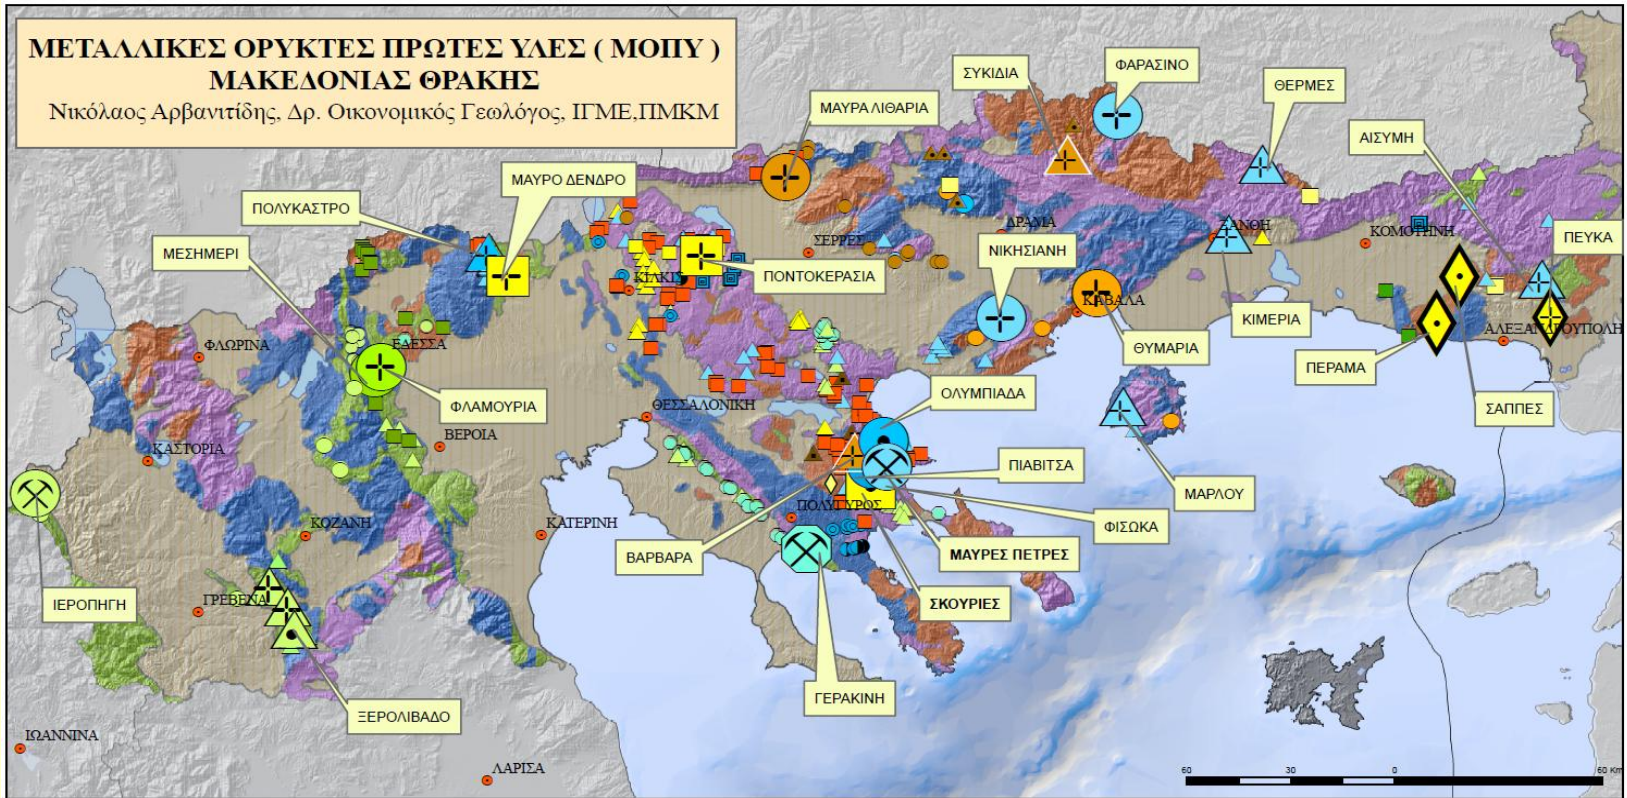 ΜΕΤΑΛΛΙΚΕΣ ΟΡΥΚΤΕΣ ΠΡΩΤΕΣ ΥΛΕΣ ( ΜΟΠΥ )
ΜΑΚΕΔΟΝΙΑΣ ΘΡΑΚΗΣ
Νικόλαος Αρβανιτίδης, Δρ. Οικονομικός Γεωλόγος, ΙΓΜΕ,ΠΜΚΜ
ΣΥΚΙΔΙΑ
ΦΑΡΑΣΙΝΟ
ΘΕΡΜΕΣ
ΜΑΥΡΑ ΛΙΘΑΡΙΑ
ΑΙΣΥΜΗ
ΜΑΥΡΟ ΔΕΝΔΡΟ
ΠΟΛΥΚΑΣΤΡΟ
ΔΡΑΜΑ
ΞΑΝΘΗ
ΚΟΜΟΤΗΝΗ
ΠΕΥΚΑ
ΜΕΣΗΜΕΡΙ
ΣΕΡΡΕΣ
ΝΙΚΗΣΙΑΝΗ
ΚΙΛΚΙΣ
ΠΟΝΤΟΚΕΡΑΣΙΑ
ΚΑΒΑΛΑ
ΚΙΜΕΡΙΑ
ΑΛΕΞΑΝΔΡΟΥΠΟΛΗ
ΦΛΩΡΙΝΑ
ΕΔΕΣΣΑ
ΘΥΜΑΡΙΑ
ΠΕΡΑΜΑ
ΦΛΑΜΟΥΡΙΑ
ΘΕΣΣΑΛΟΝΙΚΗ
ΟΛΥΜΠΙΑΔΑ
ΣΑΠΠΕΣ
ΚΑΣΤΟΡΙΑ
ΒΕΡΟΙΑ
ΠΙΑΒΙΤΣΑ
ΜΑΡΛΟΥ
ΠΟΛΥΓΥΡΟΣ
ΚΟΖΑΝΗ
ΚΑΤΕΡΙΝΗ
ΦΙΣΩΚΑ
ΒΑΡΒΑΡΑ
ΜΑΥΡΕΣ ΠΕΤΡΕΣ
ΙΕΡΟΠΗΓΗ
ΓΡΕΒΕΝΑ
ΣΚΟΥΡΙΕΣ
ΓΕΡΑΚΙΝΗ
ΞΕΡΟΛΙΒΑΔΟ
ΙΩΑΝΝΙΝΑ
ΛΑΡΙΣΑ
60 30 0 60 Km